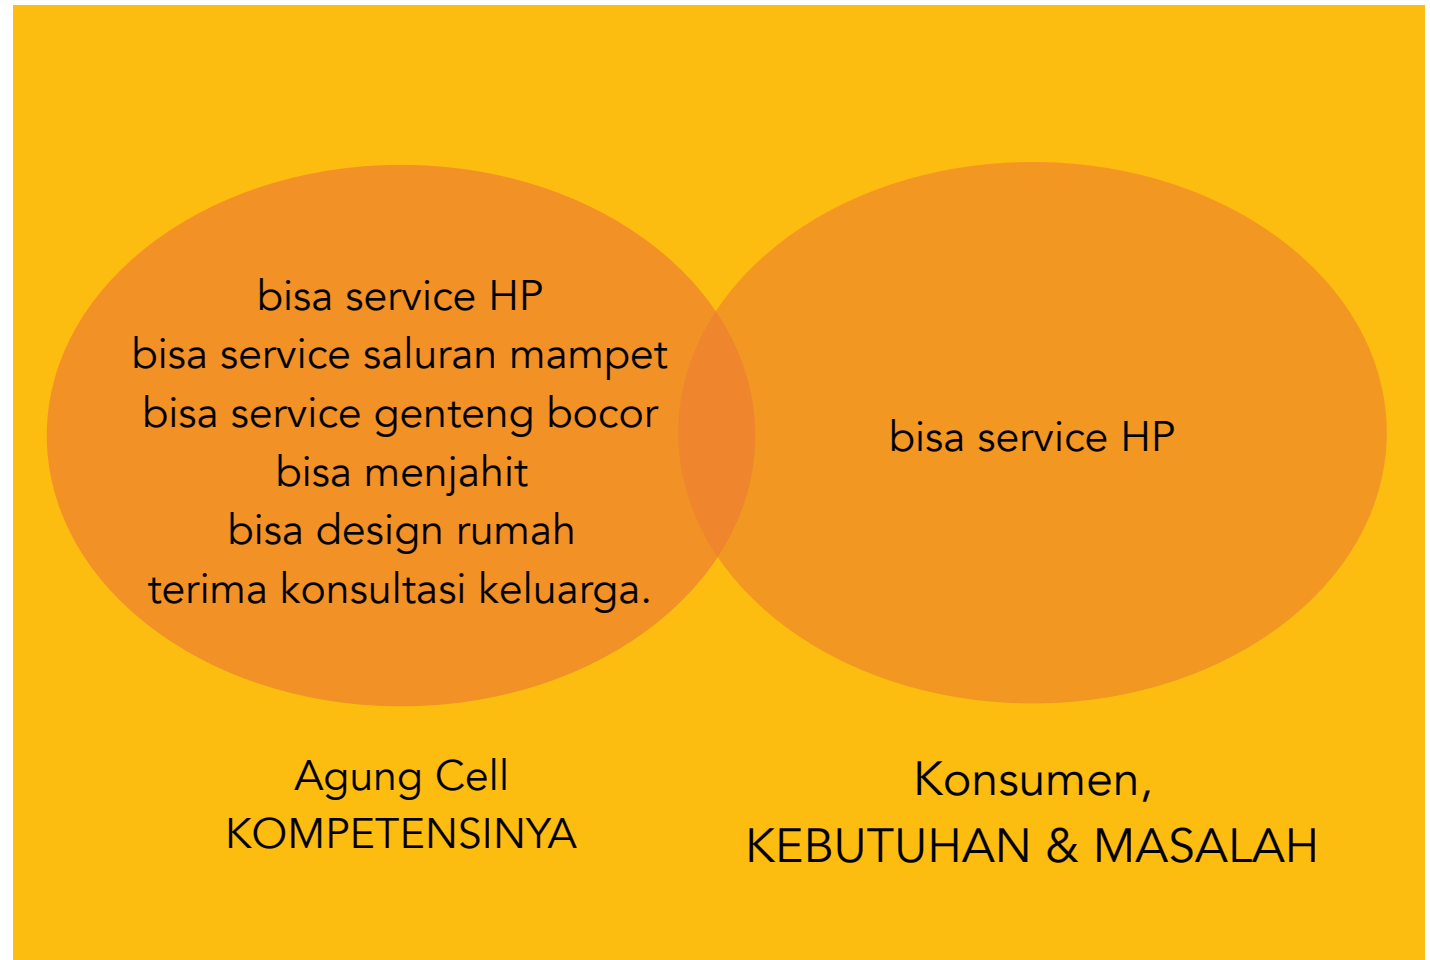 bisa service HP
bisa service saluran mampet
bisa service genteng bocor
bisa menjahit
bisa design rumah
terima konsultasi keluarga.
bisa service HP
Agung Cell
KOMPETENSINYA
Konsumen,
KEBUTUHAN & MASALAH